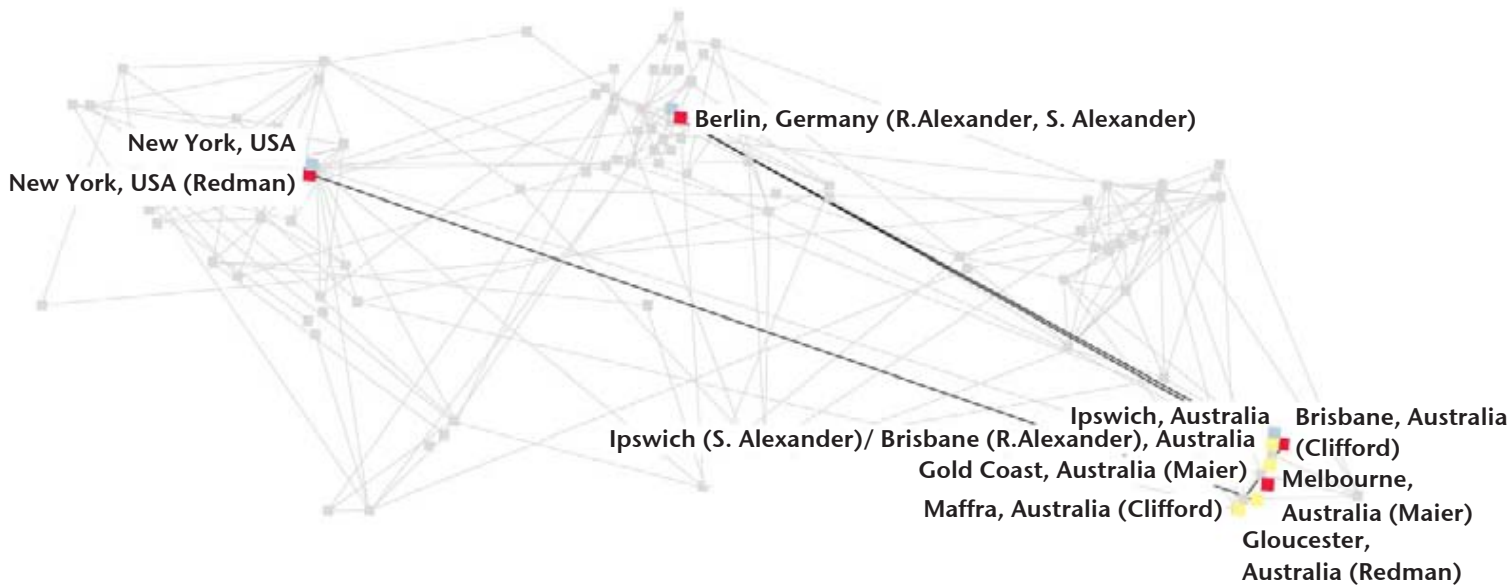 New York, USA
New York, USA (Redman)
Berlin, Germany (R.Alexander, S. Alexander)
Ipswich, Australia
Ipswich (S. Alexander)/ Brisbane (R.Alexander), Australia
Gold Coast, Australia (Maier)
Maffra, Australia (Clifford)
Brisbane, Australia
(Clifford)
Melbourne,
Australia (Maier)
Gloucester,
Australia (Redman)